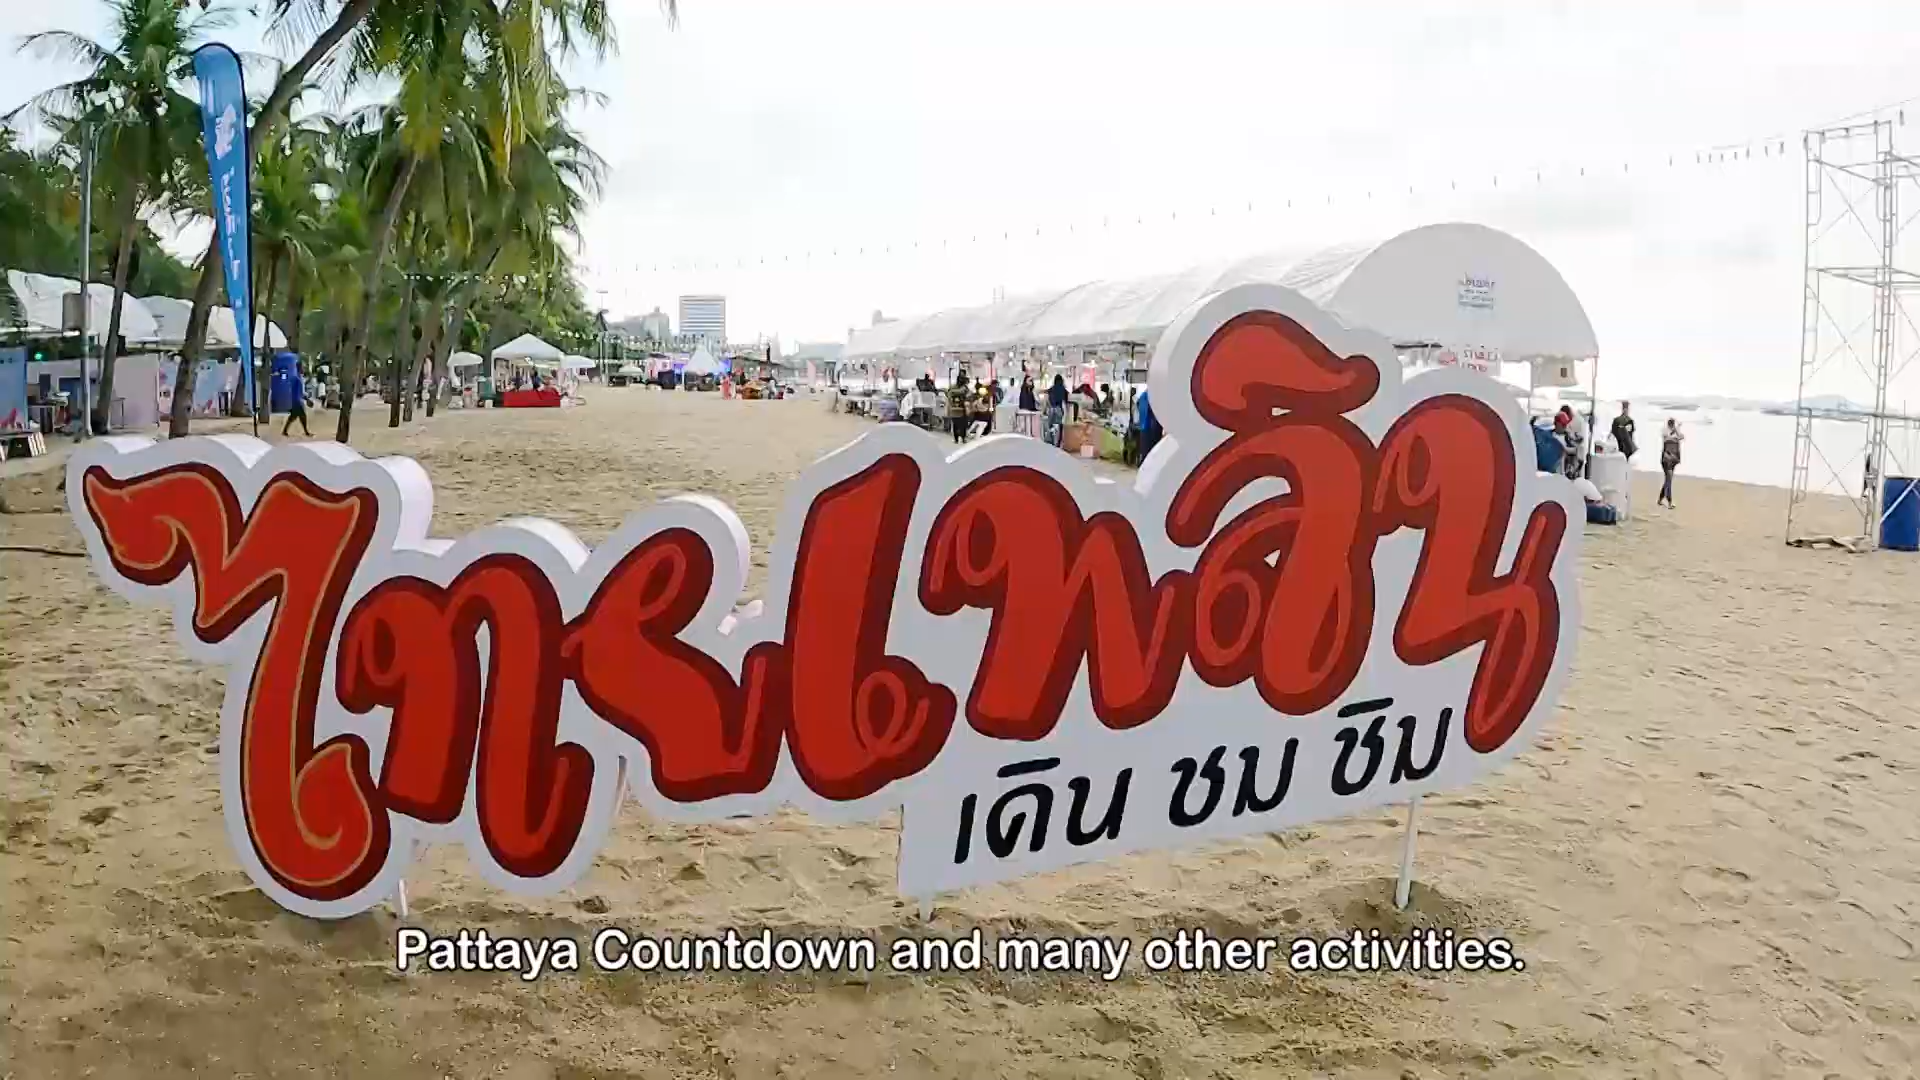 ไทยเพลิน
เดิน ชม ชิม
Pattaya Countdown and many other activities.